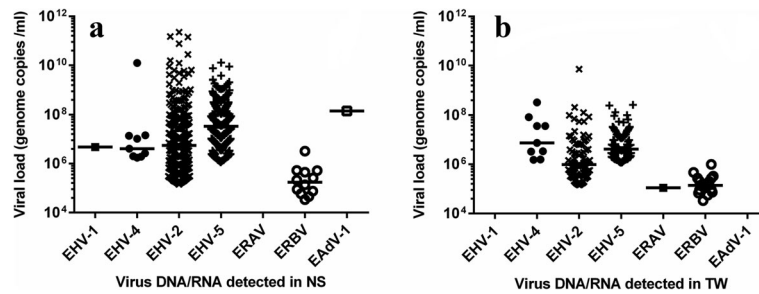 a
Viral load (genome copies /ml)
10^12
10^10
10^8
10^6
10^4
EHV-1 EHV-4 EHV-2 EHV-5 ERAV ERBV EAdV-1
Virus DNA/RNA detected in NS
b
Viral load (genome copies /ml)
10^12
10^10
10^8
10^6
10^4
EHV-1 EHV-4 EHV-2 EHV-5 ERAV ERBV EAdV-1
Virus DNA/RNA detected in TW